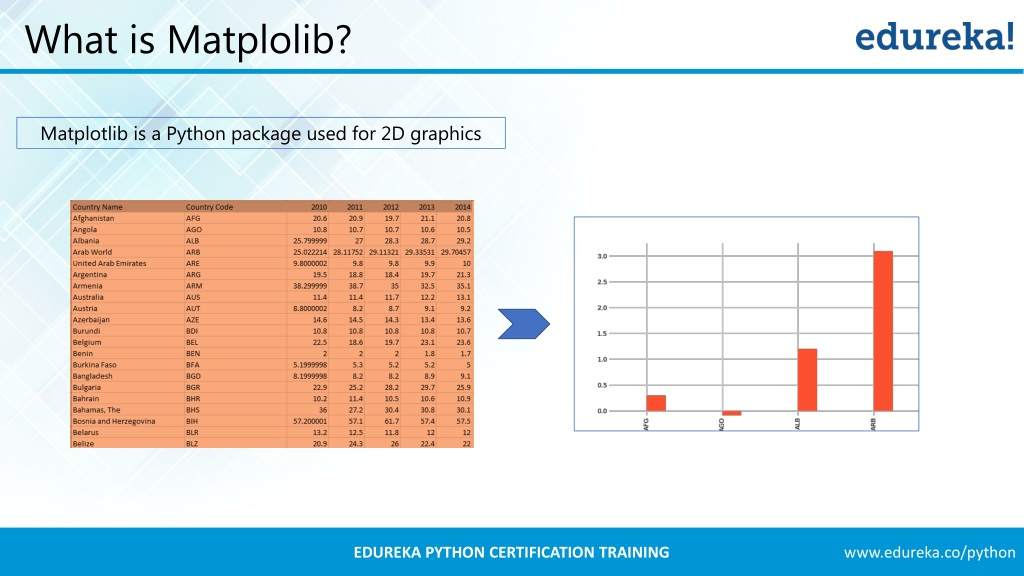 What is Matplolib?
edureka!
Matplotlib is a Python package used for 2D graphics
Country Name Country Code 2010 2011 2012 2013 2014
Afghanistan AFG 20.6 20.9 19.7 21.1 20.8
Angola AGO 10.8 10.7 10.7 10.6 10.5
Albania ALB 25.799999 27 28.3 28.7 29.2
Arab World ARB 25.022214 28.11752 29.11321 29.33531 29.70457
United Arab Emirates ARE 9.8000002 9.8 9.8 9.9 10
Argentina ARG 19.5 18.8 18.4 19.7 21.3
Armenia ARM 38.299999 38.7 35 32.5 35.1
Australia AUS 11.4 11.4 11.7 12.2 13.1
Austria AUT 8.8000002 8.2 8.7 9.1 9.2
Azerbaijan AZE 14.6 14.5 14.3 13.4 13.6
Burundi BDI 10.8 10.8 10.8 10.8 10.7
Belgium BEL 22.5 18.6 19.7 23.1 23.6
Benin BEN 2 2 2 1.8 1.7
Burkina Faso BFA 5.1999998 5.3 5.2 5.2 5
Bangladesh BGD 8.1999998 8.2 8.2 8.9 9.1
Bulgaria BGR 22.9 25.2 28.2 29.7 25.9
Bahrain BHR 10.2 11.4 10.5 10.6 10.9
Bahamas, The BHS 36 27.2 30.4 30.8 30.1
Bosnia and Herzegovina BIH 57.200001 57.1 61.7 57.4 57.5
Belarus BLR 13.2 12.5 11.8 12 12
Belize BLZ 20.9 24.3 26 22.4 22
3.0
2.5
2.0
1.5
1.0
0.5
0.0
AFG AGO ALB ARB
EDUREKA PYTHON CERTIFICATION TRAINING
www.edureka.co/python